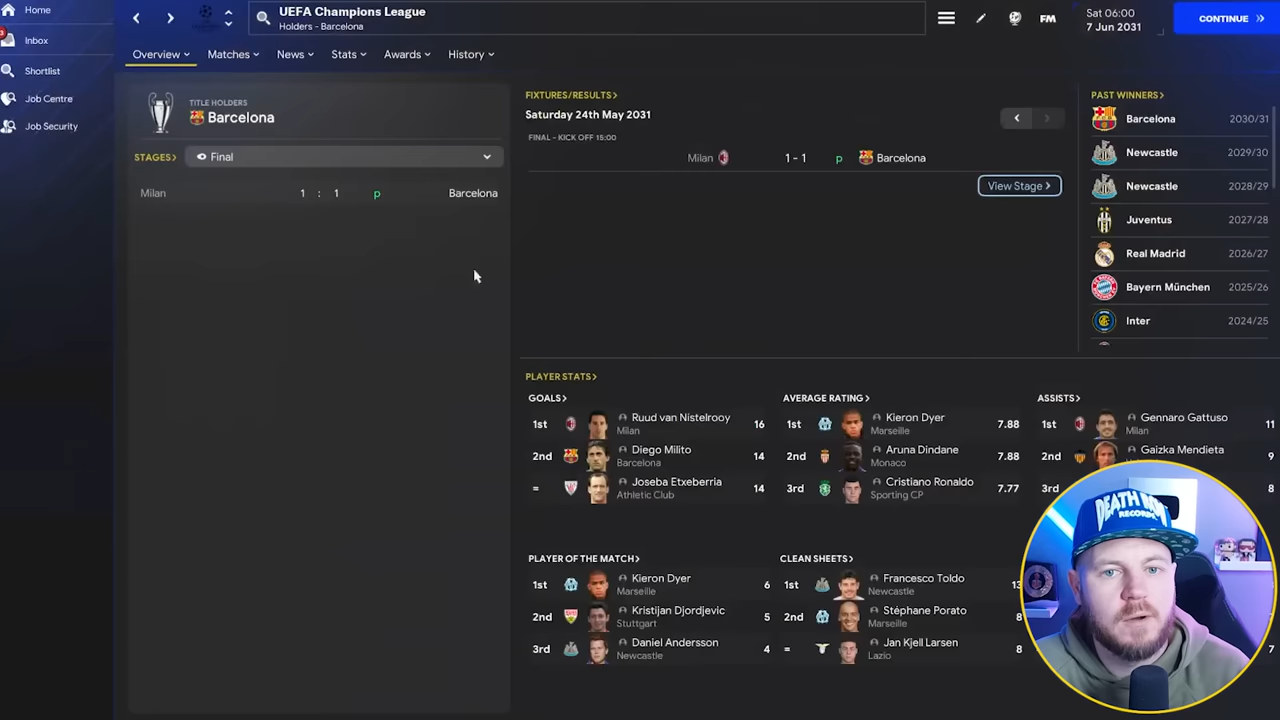 Home
3
Inbox
Shortlist
Job Centre
Job Security
UEFA Champions League
Holders - Barcelona
FM
Sat 06:00
7 Jun 2031
CONTINUE
Overview
Matches
News
Stats
Awards
History
TITLE HOLDERS
Barcelona
STAGES
Final
Milan 1 : 1 p Barcelona
FIXTURES/RESULTS
Saturday 24th May 2031
FINAL - KICK OFF 15:00
Milan 1 - 1 p Barcelona
View Stage
PAST WINNERS
Barcelona 2030/31
Newcastle 2029/30
Newcastle 2028/29
Juventus 2027/28
Real Madrid 2026/27
Bayern München 2025/26
Inter 2024/25
PLAYER STATS
GOALS
1st Ruud van Nistelrooy 16
Milan
2nd Diego Milito 14
Barcelona
= Joseba Etxeberria 14
Athletic Club
AVERAGE RATING
1st Kieron Dyer 7.88
Marseille
2nd Aruna Dindane 7.88
Monaco
3rd Cristiano Ronaldo 7.77
Sporting CP
ASSISTS
1st Gennaro Gattuso 11
Milan
2nd Gaizka Mendieta 9
3rd 8
PLAYER OF THE MATCH
1st Kieron Dyer 6
Marseille
2nd Kristijan Djordjevic 5
Stuttgart
3rd Daniel Andersson 4
Newcastle
CLEAN SHEETS
1st Francesco Toldo 13
Newcastle
2nd Stéphane Porato 8
Marseille
= Jan Kjell Larsen 8
Lazio
7
DEATH ROW
RECORDS